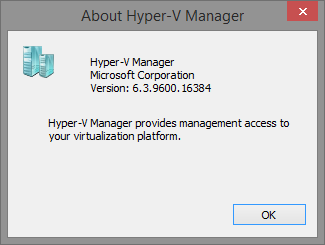 About Hyper-V Manager
Hyper-V Manager
Microsoft Corporation
Version: 6.3.9600.16384
Hyper-V Manager provides management access to
your virtualization platform.
OK